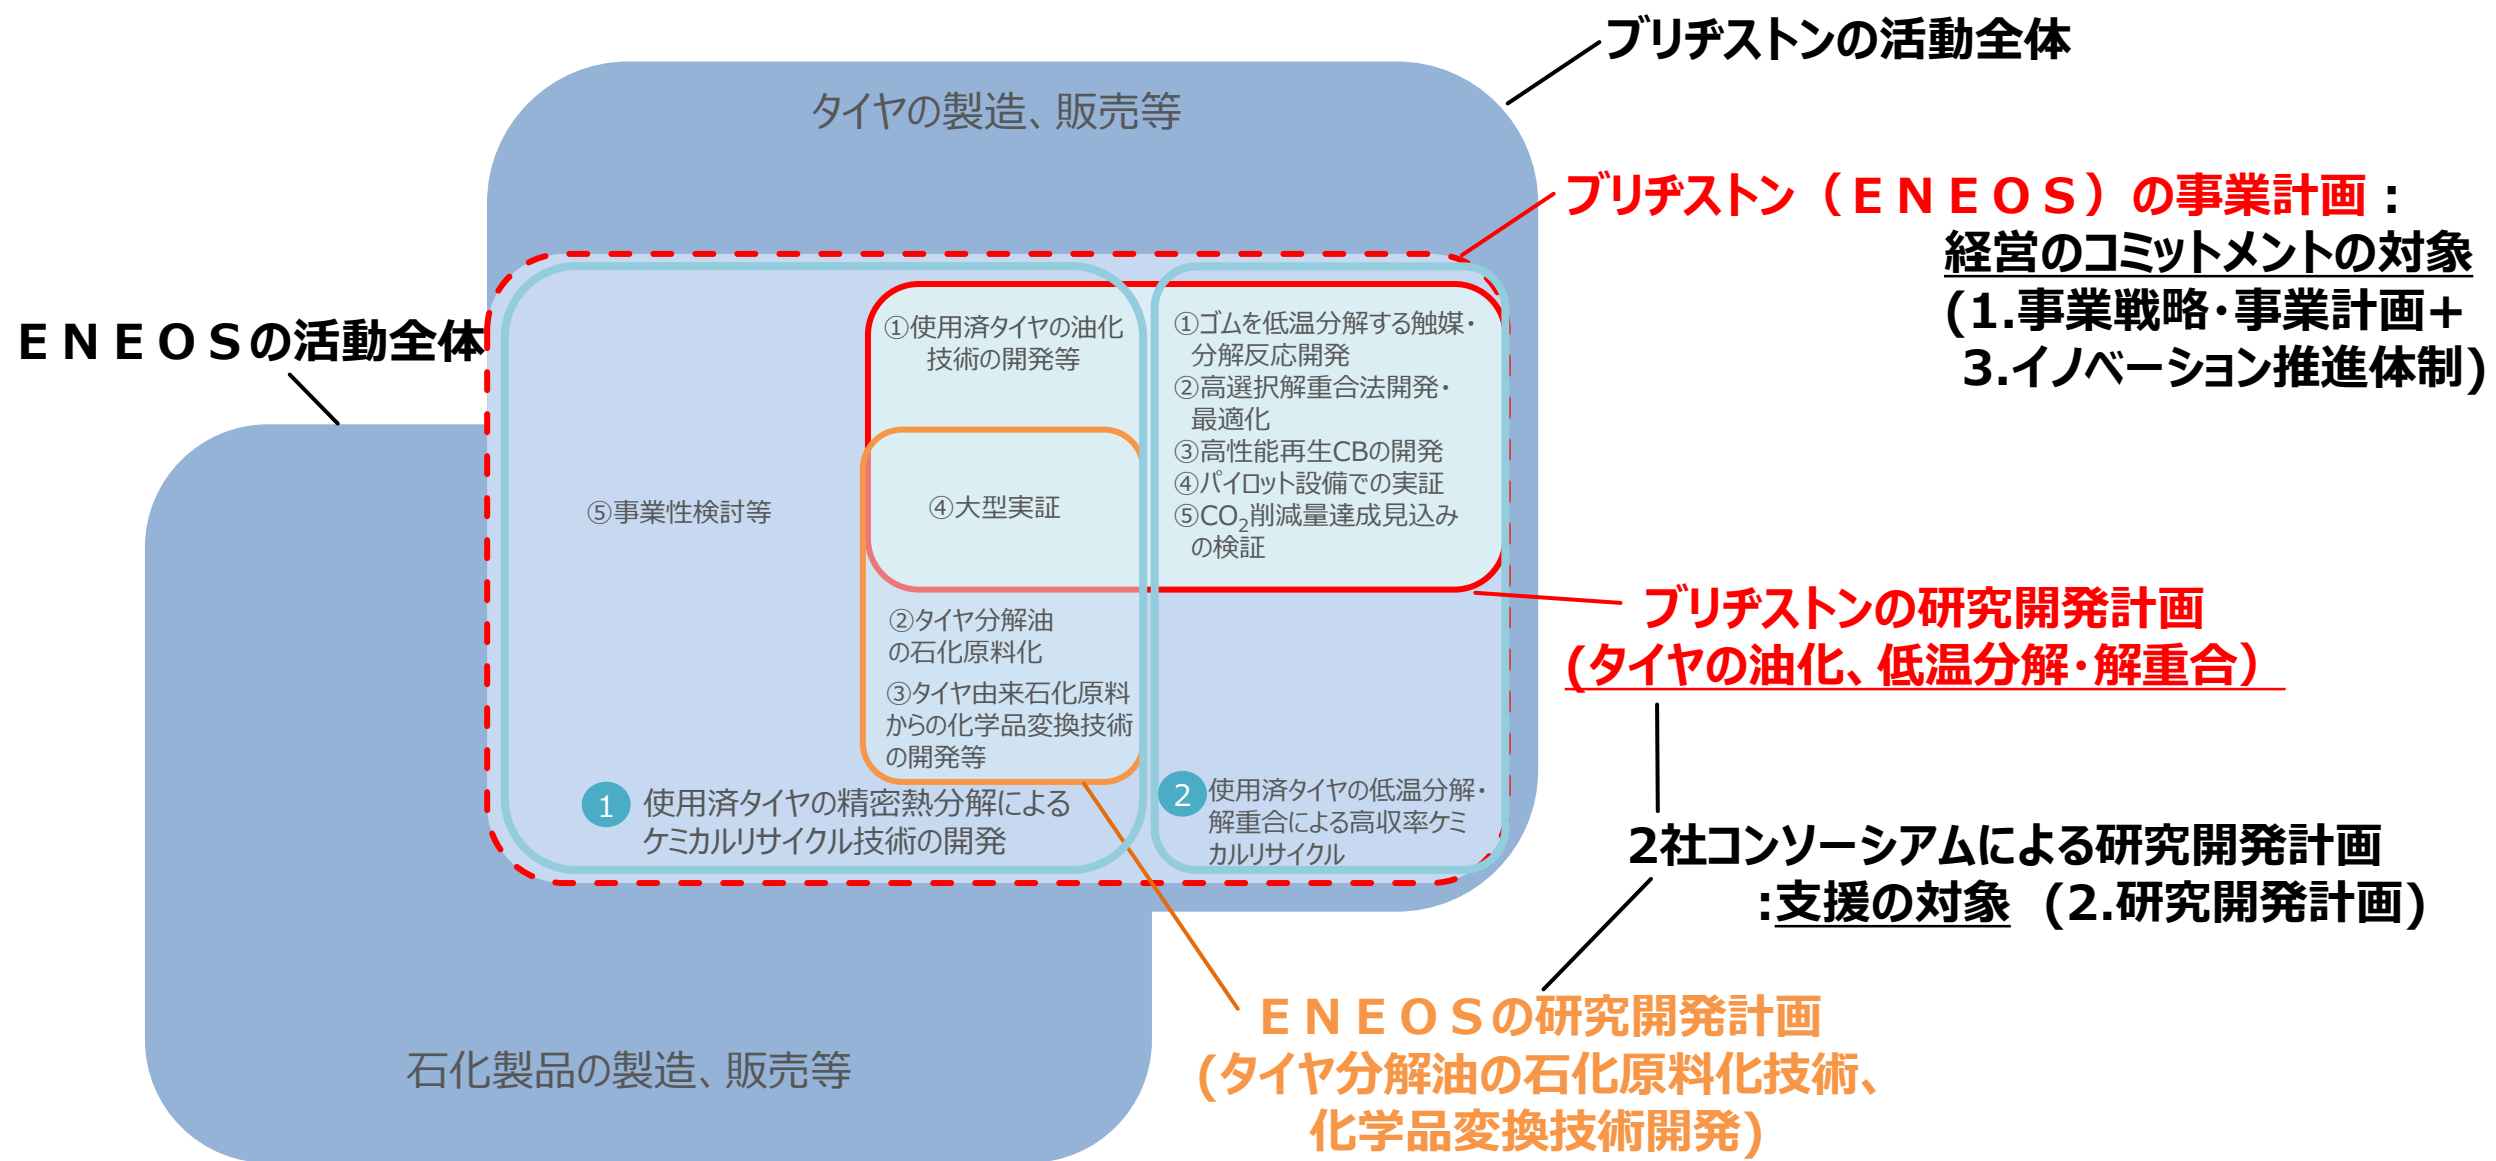 ブリヂストンの活動全体
タイヤの製造、販売等
ブリヂストン（ＥＮＥＯＳ）の事業計画：
経営のコミットメントの対象
(1.事業戦略・事業計画+
3.イノベーション推進体制)
ＥＮＥＯＳの活動全体
①使用済タイヤの油化
技術の開発等
④大型実証
⑤事業性検討等
②タイヤ分解油
の石化原料化
③タイヤ由来石化原料
からの化学品変換技術
の開発等
①ゴムを低温分解する触媒・
分解反応開発
②高選択解重合法開発・
最適化
③高性能再生CBの開発
④パイロット設備での実証
⑤CO2削減量達成見込み
の検証
1 使用済タイヤの精密熱分解による
ケミカルリサイクル技術の開発
2 使用済タイヤの低温分解・
解重合による高収率ケミ
カルリサイクル
ブリヂストンの研究開発計画
(タイヤの油化、低温分解・解重合）
2社コンソーシアムによる研究開発計画
:支援の対象 (2.研究開発計画)
ＥＮＥＯＳの研究開発計画
(タイヤ分解油の石化原料化技術、
化学品変換技術開発)
石化製品の製造、販売等